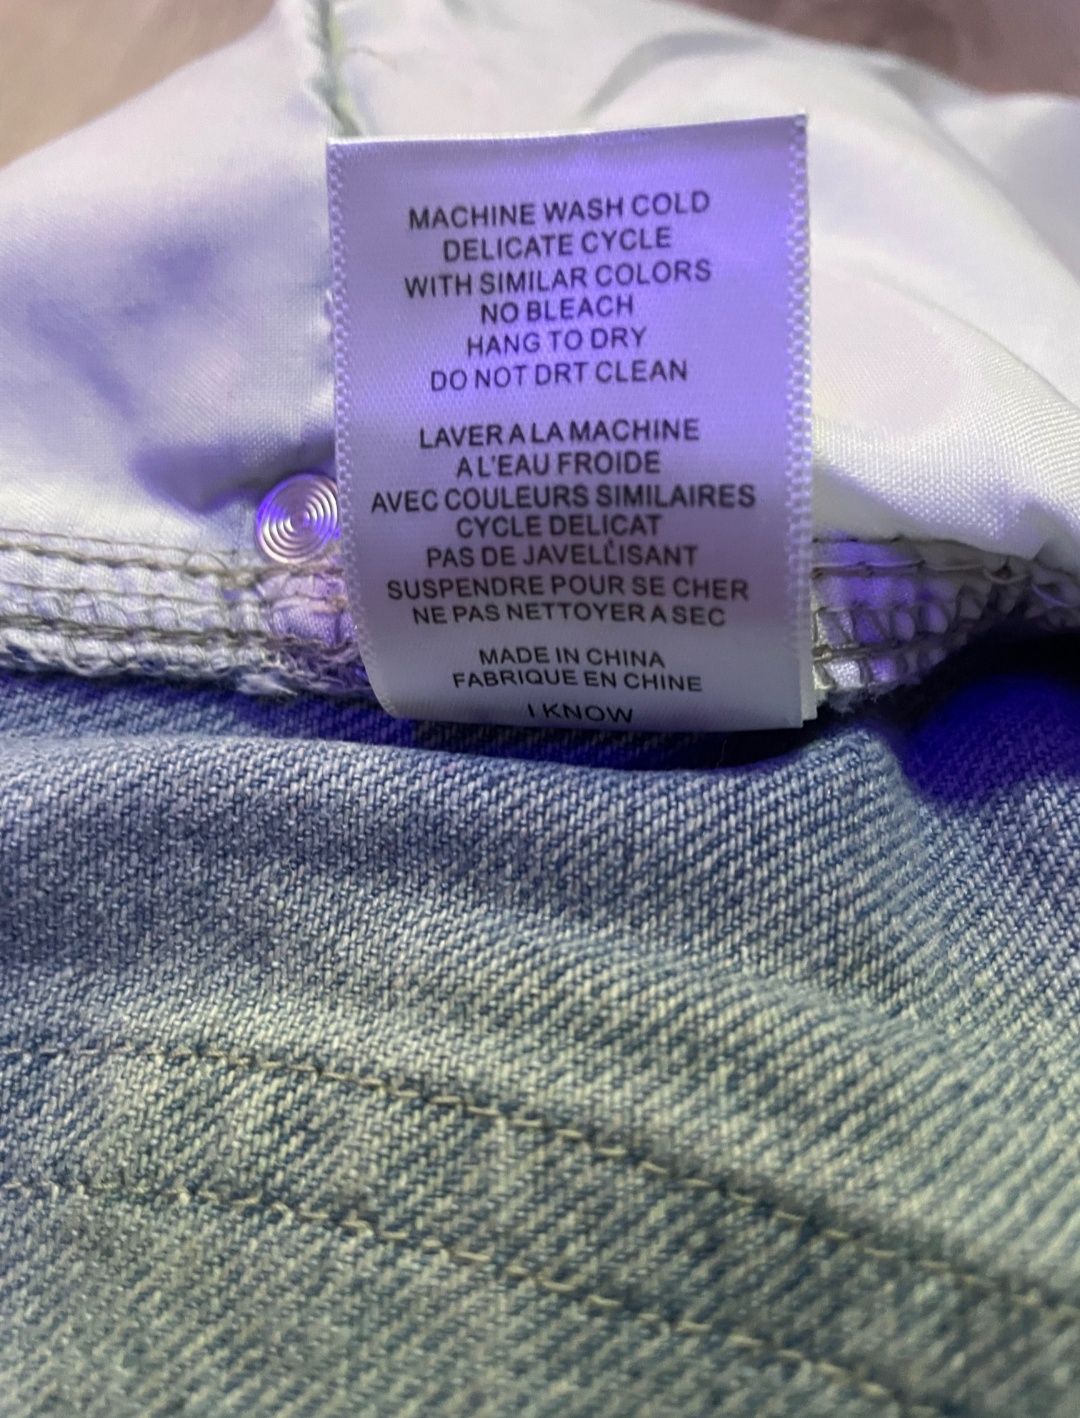 MACHINE WASH COLD
DELICATE CYCLE
WITH SIMILAR COLORS
NO BLEACH
HANG TO DRY
DO NOT DRT CLEAN
LAVER A LA MACHINE
A L'EAU FROIDE
AVEC COULEURS SIMILAIRES
CYCLE DELICAT
PAS DE JAVELLISANT
SUSPENDRE POUR SE CHER
NE PAS NETTOYER A SEC
MADE IN CHINA
FABRIQUE EN CHINE
I KNOW